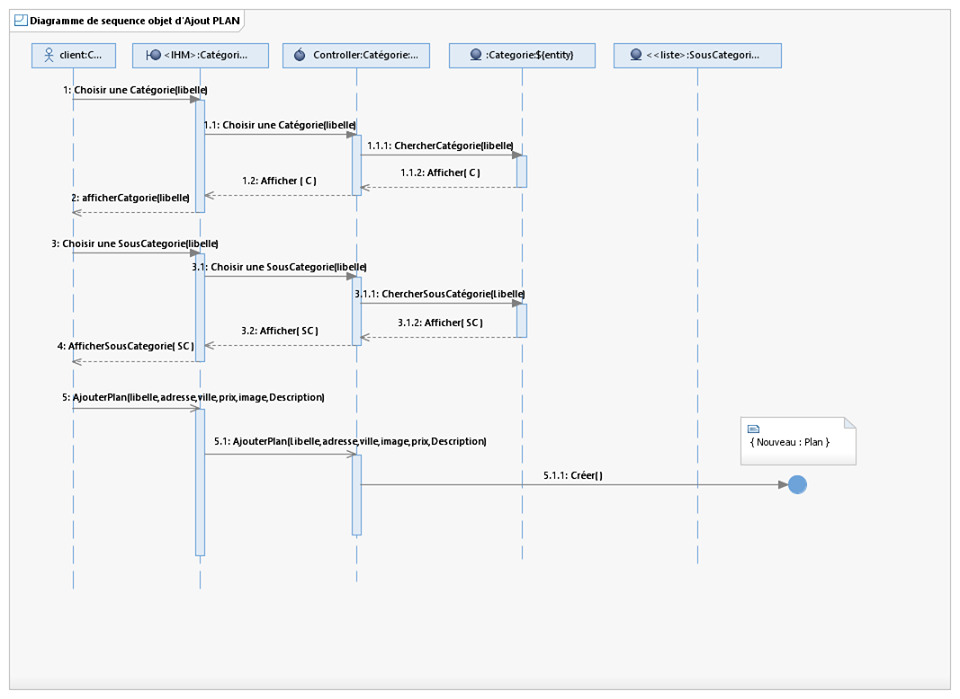 Diagramme de sequence objet d'Ajout PLAN
client:C...
<IHM>:Catégori...
Controller:Catégorie:...
:Categorie:${entity}
<<liste>:SousCategori...
1: Choisir une Catégorie(libelle)
1.1: Choisir une Catégorie(libelle)
1.1.1: ChercherCatégorie(libelle)
1.1.2: Afficher( C )
1.2: Afficher ( C )
2: afficherCatgorie(libelle)
3: Choisir une SousCategorie(libelle)
3.1: Choisir une SousCategorie(libelle)
3.1.1: ChercherSousCatégorie(Libelle)
3.1.2: Afficher( SC )
3.2: Afficher( SC )
4: AfficherSousCategorie( SC )
5: AjouterPlan(libelle,adresse,ville,prix,image,Description)
5.1: AjouterPlan(Libelle,adresse,ville,image,prix,Description)
{ Nouveau : Plan }
5.1.1: Créer( )